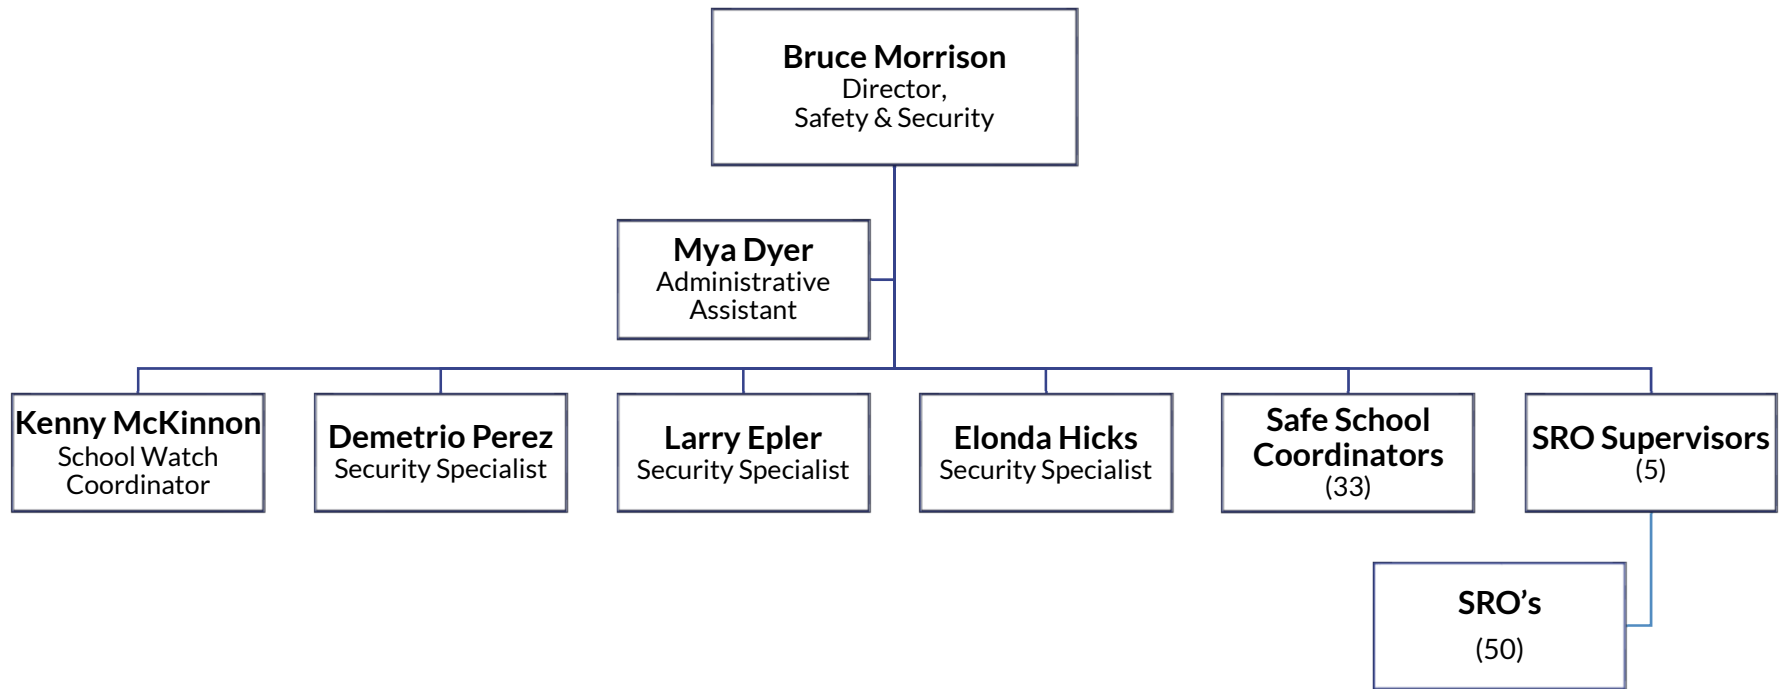 Bruce Morrison
Director,
Safety & Security
Mya Dyer
Administrative
Assistant
Kenny McKinnon
School Watch
Coordinator
Demetrio Perez
Security Specialist
Larry Epler
Security Specialist
Elonda Hicks
Security Specialist
Safe School
Coordinators
(33)
SRO Supervisors
(5)
SRO’s
(50)